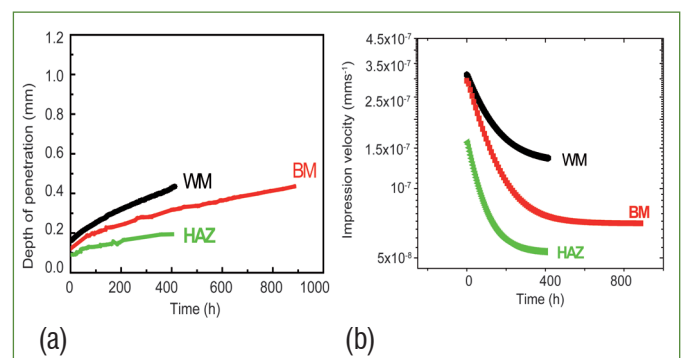 1.2
1.0
0.8
0.6
0.4
0.2
0.0
Depth of penetration (mm)
WM
BM
HAZ
0 200 400 600 800 1000
Time (h)
(a)
4.5x10-7
3.5x10-7
2.5x10-7
1.5x10-7
10-7
5x10-8
Impression velocity (mms-1)
WM
BM
HAZ
0 400 800
Time (h)
(b)